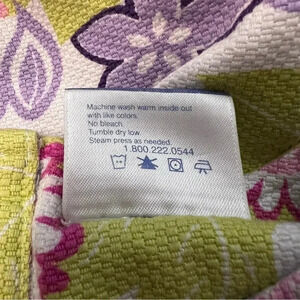 Machine wash warm inside out
with like colors.
No bleach.
Tumble dry low.
Steam press as needed.
1.800.222.0544